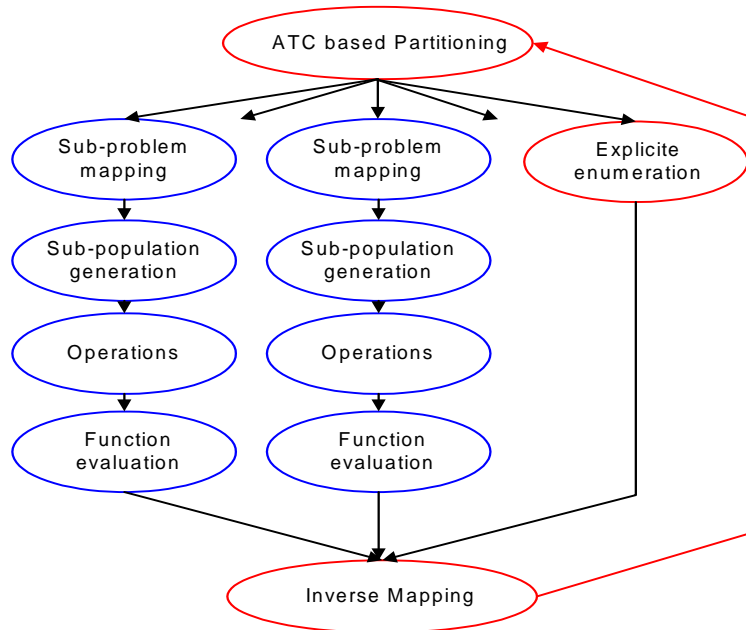 ATC based Partitioning
Sub-problem
mapping
Sub-problem
mapping
Explicite
enumeration
Sub-population
generation
Sub-population
generation
Operations
Operations
Function
evaluation
Function
evaluation
Inverse Mapping